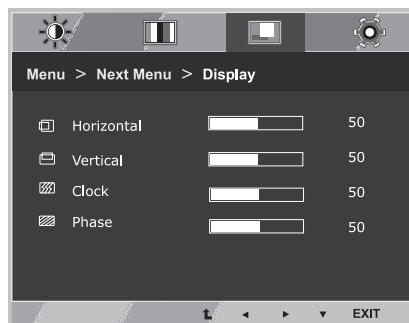 Menu > Next Menu > Display
Horizontal 50
Vertical 50
Clock 50
Phase 50
EXIT